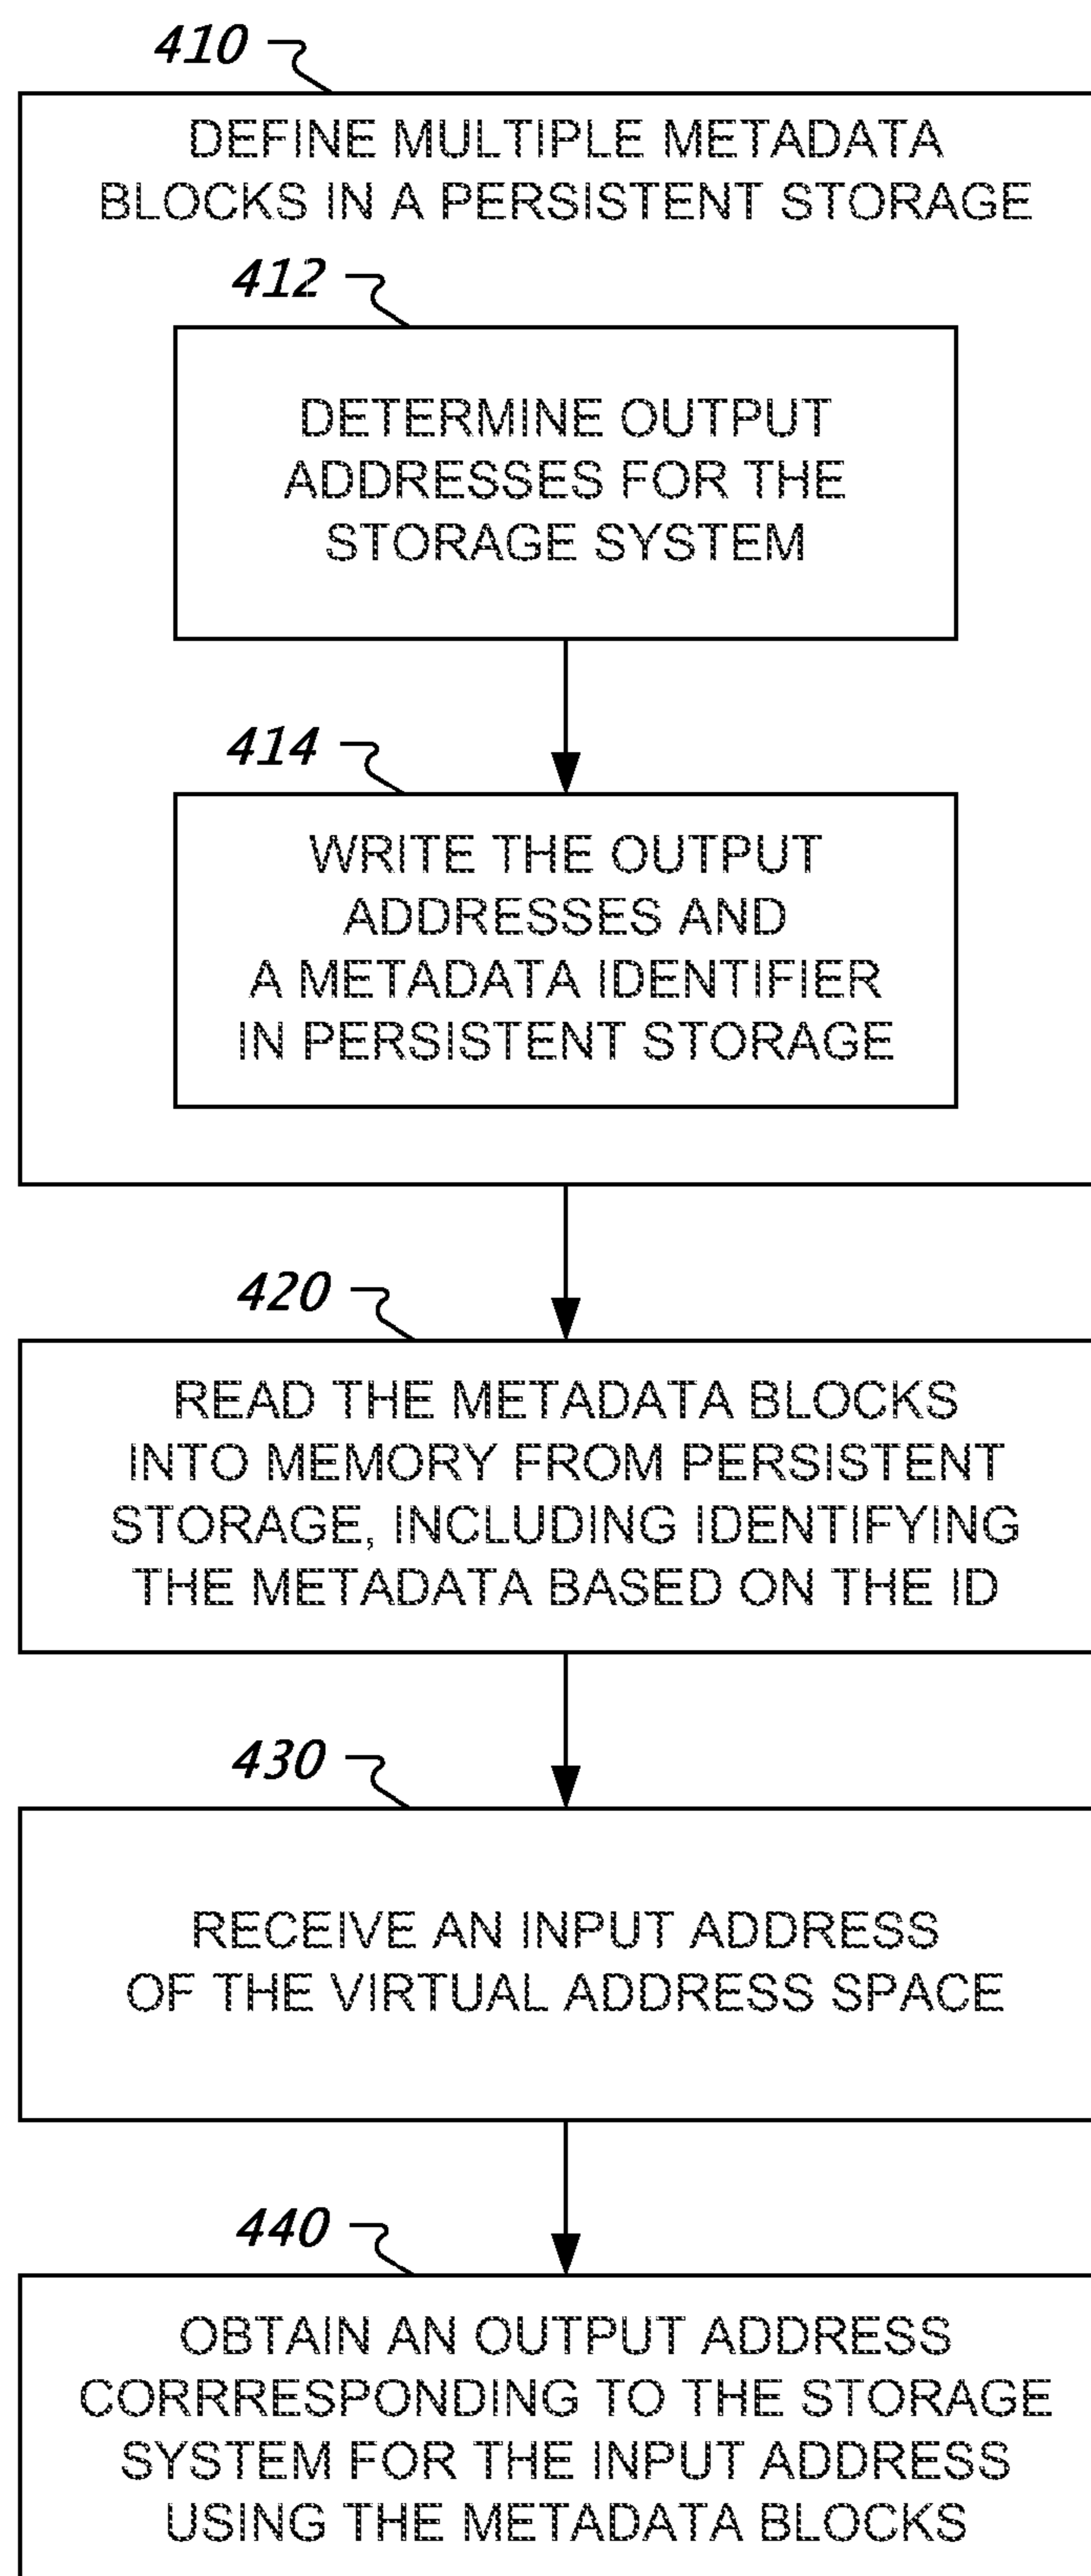 410
DEFINE MULTIPLE METADATA
BLOCKS IN A PERSISTENT STORAGE
412
DETERMINE OUTPUT
ADDRESSES FOR THE
STORAGE SYSTEM
414
WRITE THE OUTPUT
ADDRESSES AND
A METADATA IDENTIFIER
IN PERSISTENT STORAGE
420
READ THE METADATA BLOCKS
INTO MEMORY FROM PERSISTENT
STORAGE, INCLUDING IDENTIFYING
THE METADATA BASED ON THE ID
430
RECEIVE AN INPUT ADDRESS
OF THE VIRTUAL ADDRESS SPACE
440
OBTAIN AN OUTPUT ADDRESS
CORRRESPONDING TO THE STORAGE
SYSTEM FOR THE INPUT ADDRESS
USING THE METADATA BLOCKS